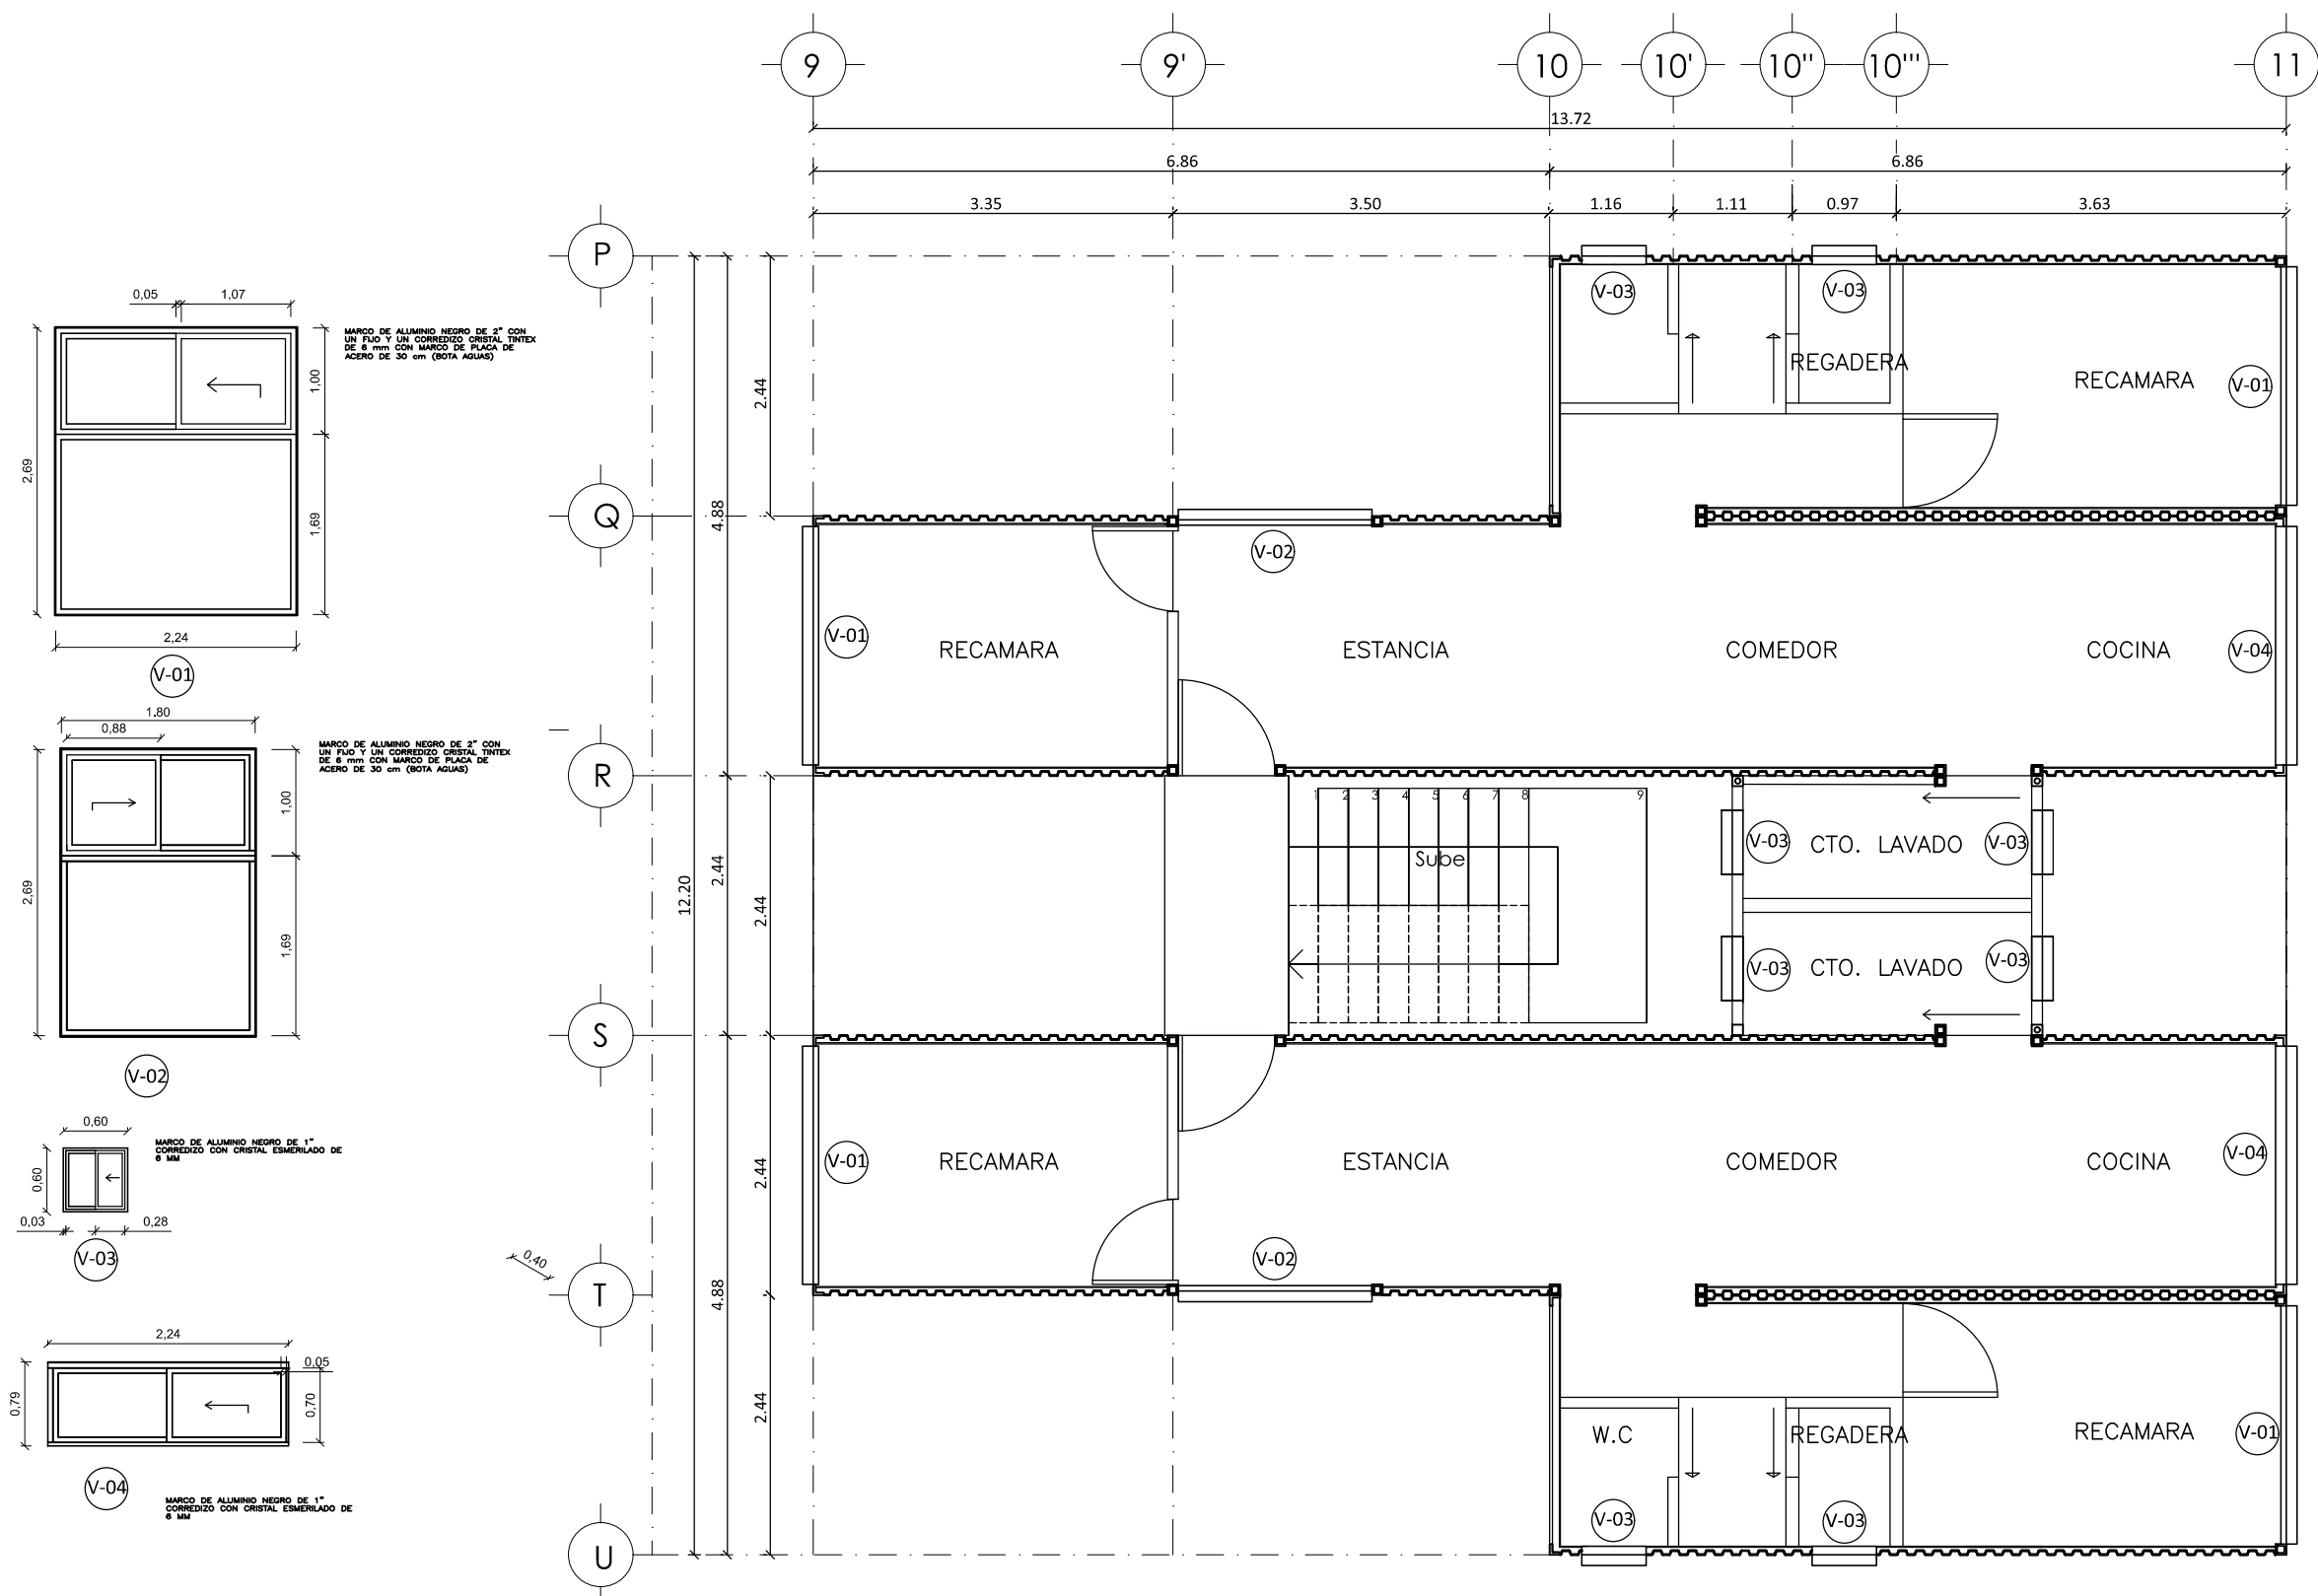 9
9'
10
10'
10"
10'''
11
13.72
6.86
6.86
3.35
3.50
1.16
1.11
0.97
3.63
P
Q
R
S
T
U
12.20
4.88
2.44
4.88
2.44
2.44
2.44
2.44
0,40
0,05
1,07
2,69
1,00
1,69
2,24
V-01
MARCO DE ALUMINIO NEGRO DE 2" CON
UN FIJO Y UN CORREDIZO CRISTAL TINTEX
DE 6 mm CON MARCO DE PLACA DE
ACERO DE 30 cm (BOTA AGUAS)
1.80
0,88
2,69
1,00
1,69
V-02
MARCO DE ALUMINIO NEGRO DE 2" CON
UN FIJO Y UN CORREDIZO CRISTAL TINTEX
DE 6 mm CON MARCO DE PLACA DE
ACERO DE 30 cm (BOTA AGUAS)
0,60
0,60
0,03
0,28
V-03
MARCO DE ALUMINIO NEGRO DE 1"
CORREDIZO CON CRISTAL ESMERILADO DE
6 MM
2,24
0,05
0,79
0,70
V-04
MARCO DE ALUMINIO NEGRO DE 1"
CORREDIZO CON CRISTAL ESMERILADO DE
6 MM
V-03
V-03
REGADERA
RECAMARA
V-01
V-02
V-01
RECAMARA
ESTANCIA
COMEDOR
COCINA
V-04
1
2
3
4
5
6
7
8
9
Sube
V-03
CTO. LAVADO
V-03
V-03
CTO. LAVADO
V-03
V-01
RECAMARA
ESTANCIA
COMEDOR
COCINA
V-04
V-02
W.C
REGADERA
RECAMARA
V-01
V-03
V-03